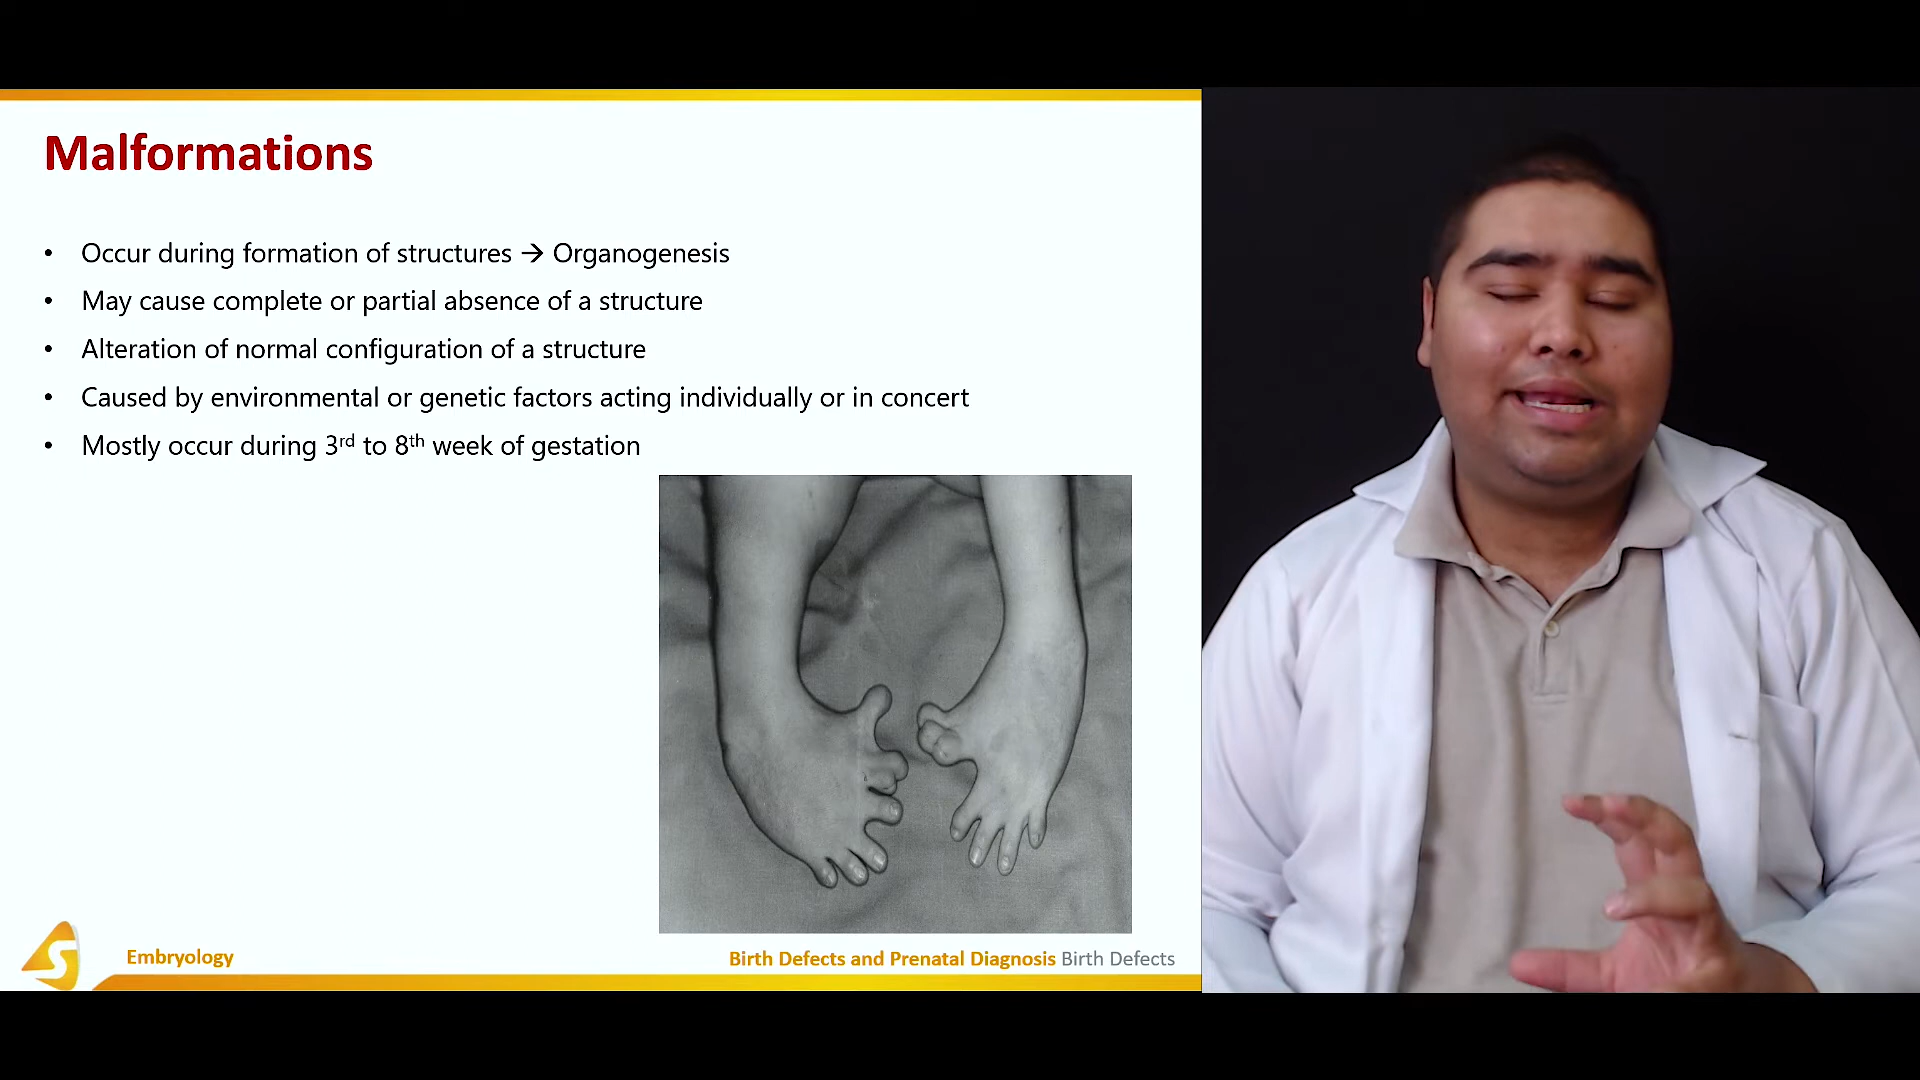 Malformations
• Occur during formation of structures → Organogenesis
• May cause complete or partial absence of a structure
• Alteration of normal configuration of a structure
• Caused by environmental or genetic factors acting individually or in concert
• Mostly occur during 3rd to 8th week of gestation
Embryology
Birth Defects and Prenatal Diagnosis Birth Defects